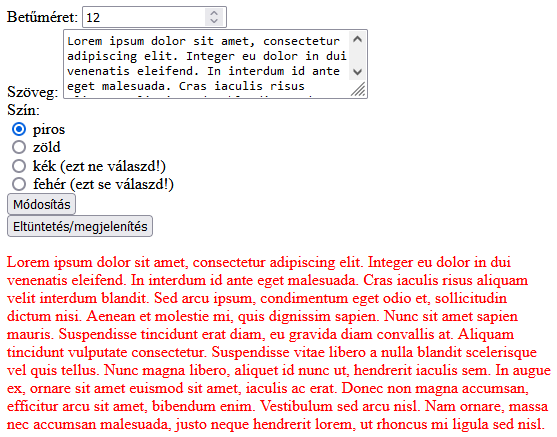 Betűméret: 12
Lorem ipsum dolor sit amet, consectetur
adipiscing elit. Integer eu dolor in dui
venenatis eleifend. In interdum id ante
eget malesuada. Cras iaculis risus
Szöveg:
Szín:
piros
zöld
kék (ezt ne válaszd!)
fehér (ezt se válaszd!)
Módosítás
Eltüntetés/megjelenítés
Lorem ipsum dolor sit amet, consectetur adipiscing elit. Integer eu dolor in dui
venenatis eleifend. In interdum id ante eget malesuada. Cras iaculis risus aliquam
velit interdum blandit. Sed arcu ipsum, condimentum eget odio et, sollicitudin
dictum nisi. Aenean et molestie mi, quis dignissim sapien. Nunc sit amet sapien
mauris. Suspendisse tincidunt erat diam, eu gravida diam convallis at. Aliquam
tincidunt vulputate consectetur. Suspendisse vitae libero a nulla blandit scelerisque
vel quis tellus. Nunc magna libero, aliquet id nunc ut, hendrerit iaculis sem. In augue
ex, ornare sit amet euismod sit amet, iaculis ac erat. Donec non magna accumsan,
efficitur arcu sit amet, bibendum enim. Vestibulum sed arcu nisl. Nam ornare, massa
nec accumsan malesuada, justo neque hendrerit lorem, ut rhoncus mi ligula sed nisl.